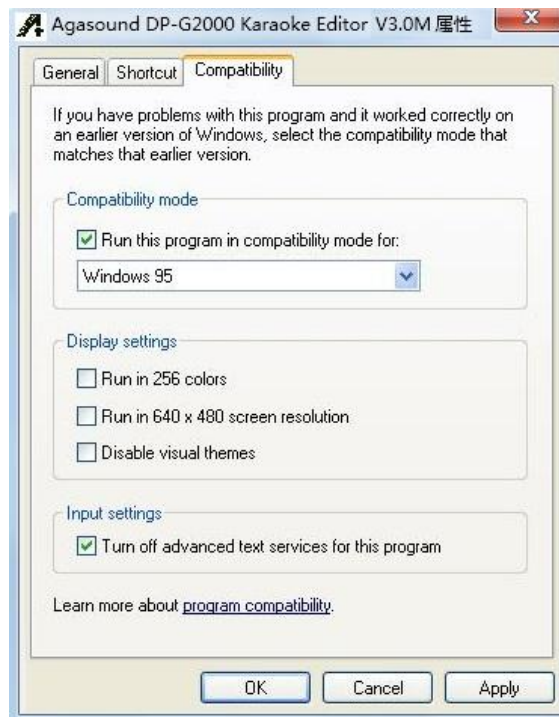 Agasound DP-G2000 Karaoke Editor V3.0M 属性
General Shortcut Compatibility
If you have problems with this program and it worked correctly on
an earlier version of Windows, select the compatibility mode that
matches that earlier version.
Compatibility mode
Run this program in compatibility mode for:
Windows 95
Display settings
Run in 256 colors
Run in 640 x 480 screen resolution
Disable visual themes
Input settings
Turn off advanced text services for this program
Learn more about program compatibility.
OK Cancel Apply